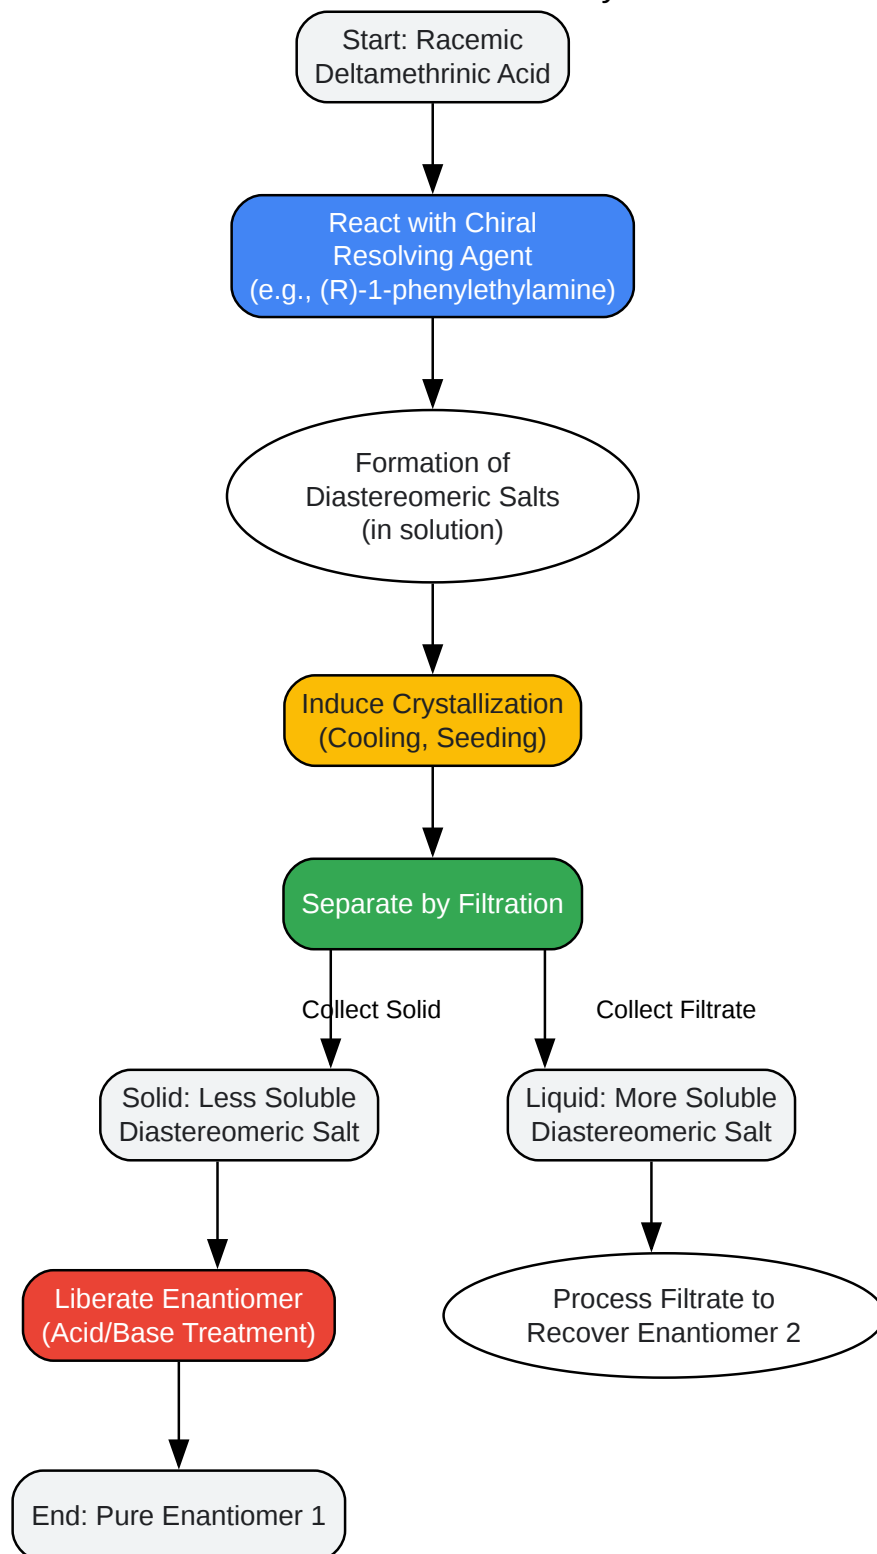 Start: Racemic
Deltamethrinic Acid
React with Chiral
Resolving Agent
(e.g., (R)-1-phenylethylamine)
Formation of
Diastereomeric Salts
(in solution)
Induce Crystallization
(Cooling, Seeding)
Separate by Filtration
Collect Solid
Collect Filtrate
Solid: Less Soluble
Diastereomeric Salt
Liquid: More Soluble
Diastereomeric Salt
Liberate Enantiomer
(Acid/Base Treatment)
Process Filtrate to
Recover Enantiomer 2
End: Pure Enantiomer 1